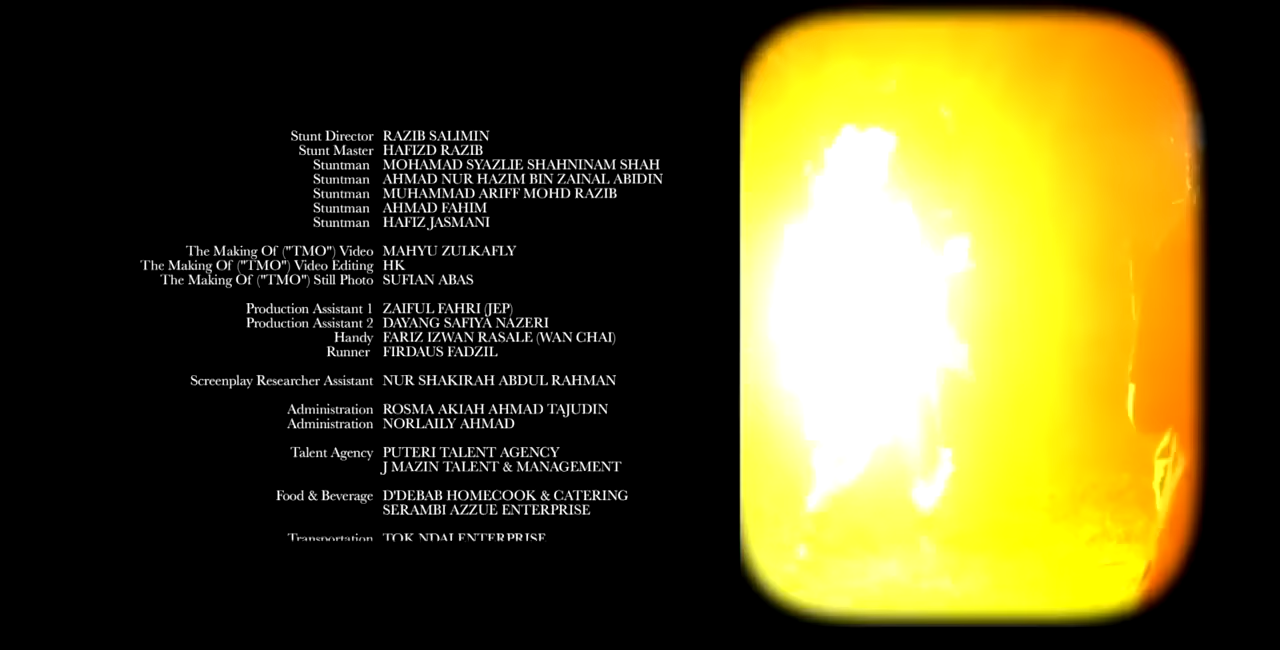 Stunt Director RAZIB SALIMIN
Stunt Master HAFIZD RAZIB
Stuntman MOHAMAD SYAZLIE SHAHNINAM SHAH
Stuntman AHMAD NUR HAZIM BIN ZAINAL ABIDIN
Stuntman MUHAMMAD ARIFF MOHD RAZIB
Stuntman AHMAD FAHIM
Stuntman HAFIZ JASMANI
The Making Of ("TMO") Video MAHYU ZULKAFLY
The Making Of ("TMO") Video Editing HK
The Making Of ("TMO") Still Photo SUFIAN ABAS
Production Assistant 1 ZAIFUL FAHRI (JEP)
Production Assistant 2 DAYANG SAFIYA NAZERI
Handy FARIZ IZWAN RASALE (WAN CHAI)
Runner FIRDAUS FADZIL
Screenplay Researcher Assistant NUR SHAKIRAH ABDUL RAHMAN
Administration ROSMA AKIAH AHMAD TAJUDIN
Administration NORLAILY AHMAD
Talent Agency PUTERI TALENT AGENCY
J MAZIN TALENT & MANAGEMENT
Food & Beverage D'DEBAB HOMECOOK & CATERING
SERAMBI AZZUE ENTERPRISE
Transportation TOK NDAI ENTERPRISE